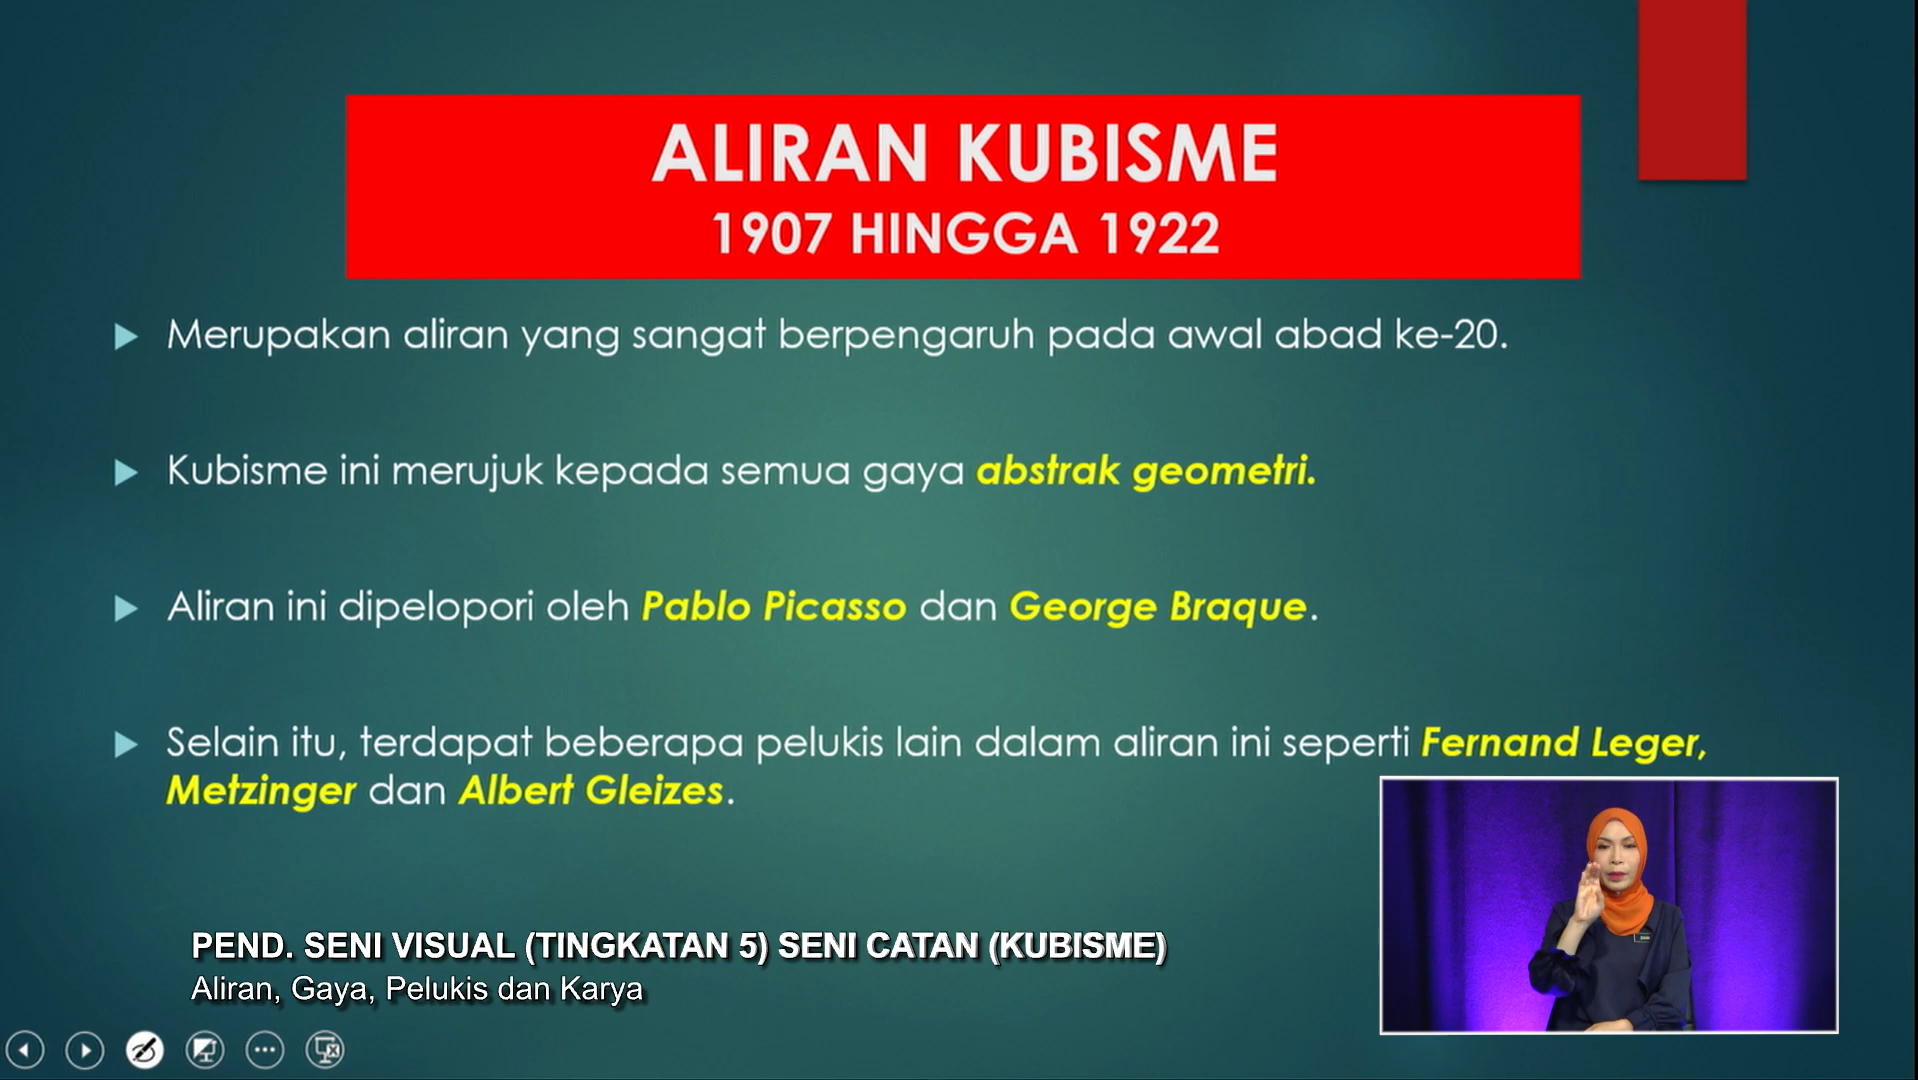 ALIRAN KUBISME
1907 HINGGA 1922
Merupakan aliran yang sangat berpengaruh pada awal abad ke-20.
Kubisme ini merujuk kepada semua gaya abstrak geometri.
Aliran ini dipelopori oleh Pablo Picasso dan George Braque.
Selain itu, terdapat beberapa pelukis lain dalam aliran ini seperti Fernand Leger,
Metzinger dan Albert Gleizes.
PEND. SENI VISUAL (TINGKATAN 5) SENI CATAN (KUBISME)
Aliran, Gaya, Pelukis dan Karya